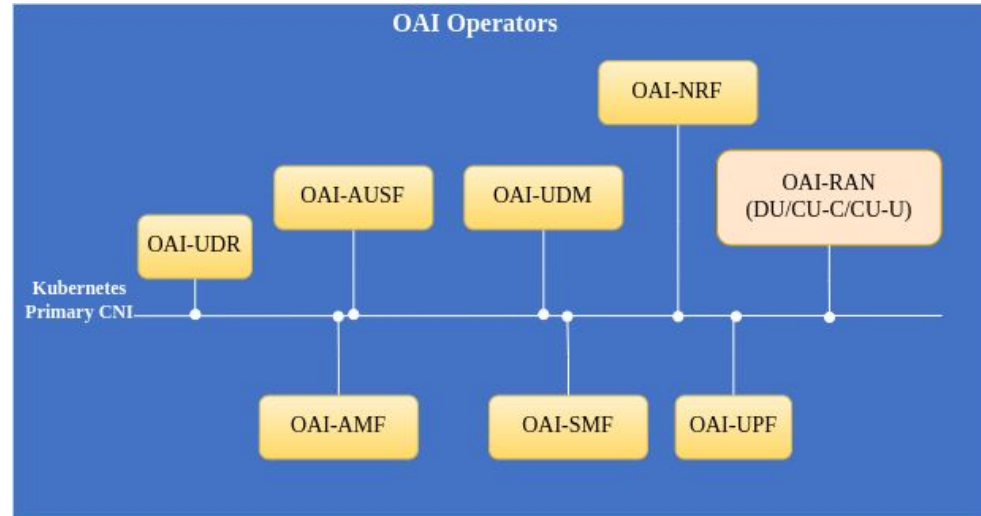 OAI Operators
OAI-NRF
OAI-RAN
(DU/CU-C/CU-U)
OAI-AUSF
OAI-UDM
OAI-UDR
Kubernetes
Primary CNI
OAI-AMF
OAI-SMF
OAI-UPF